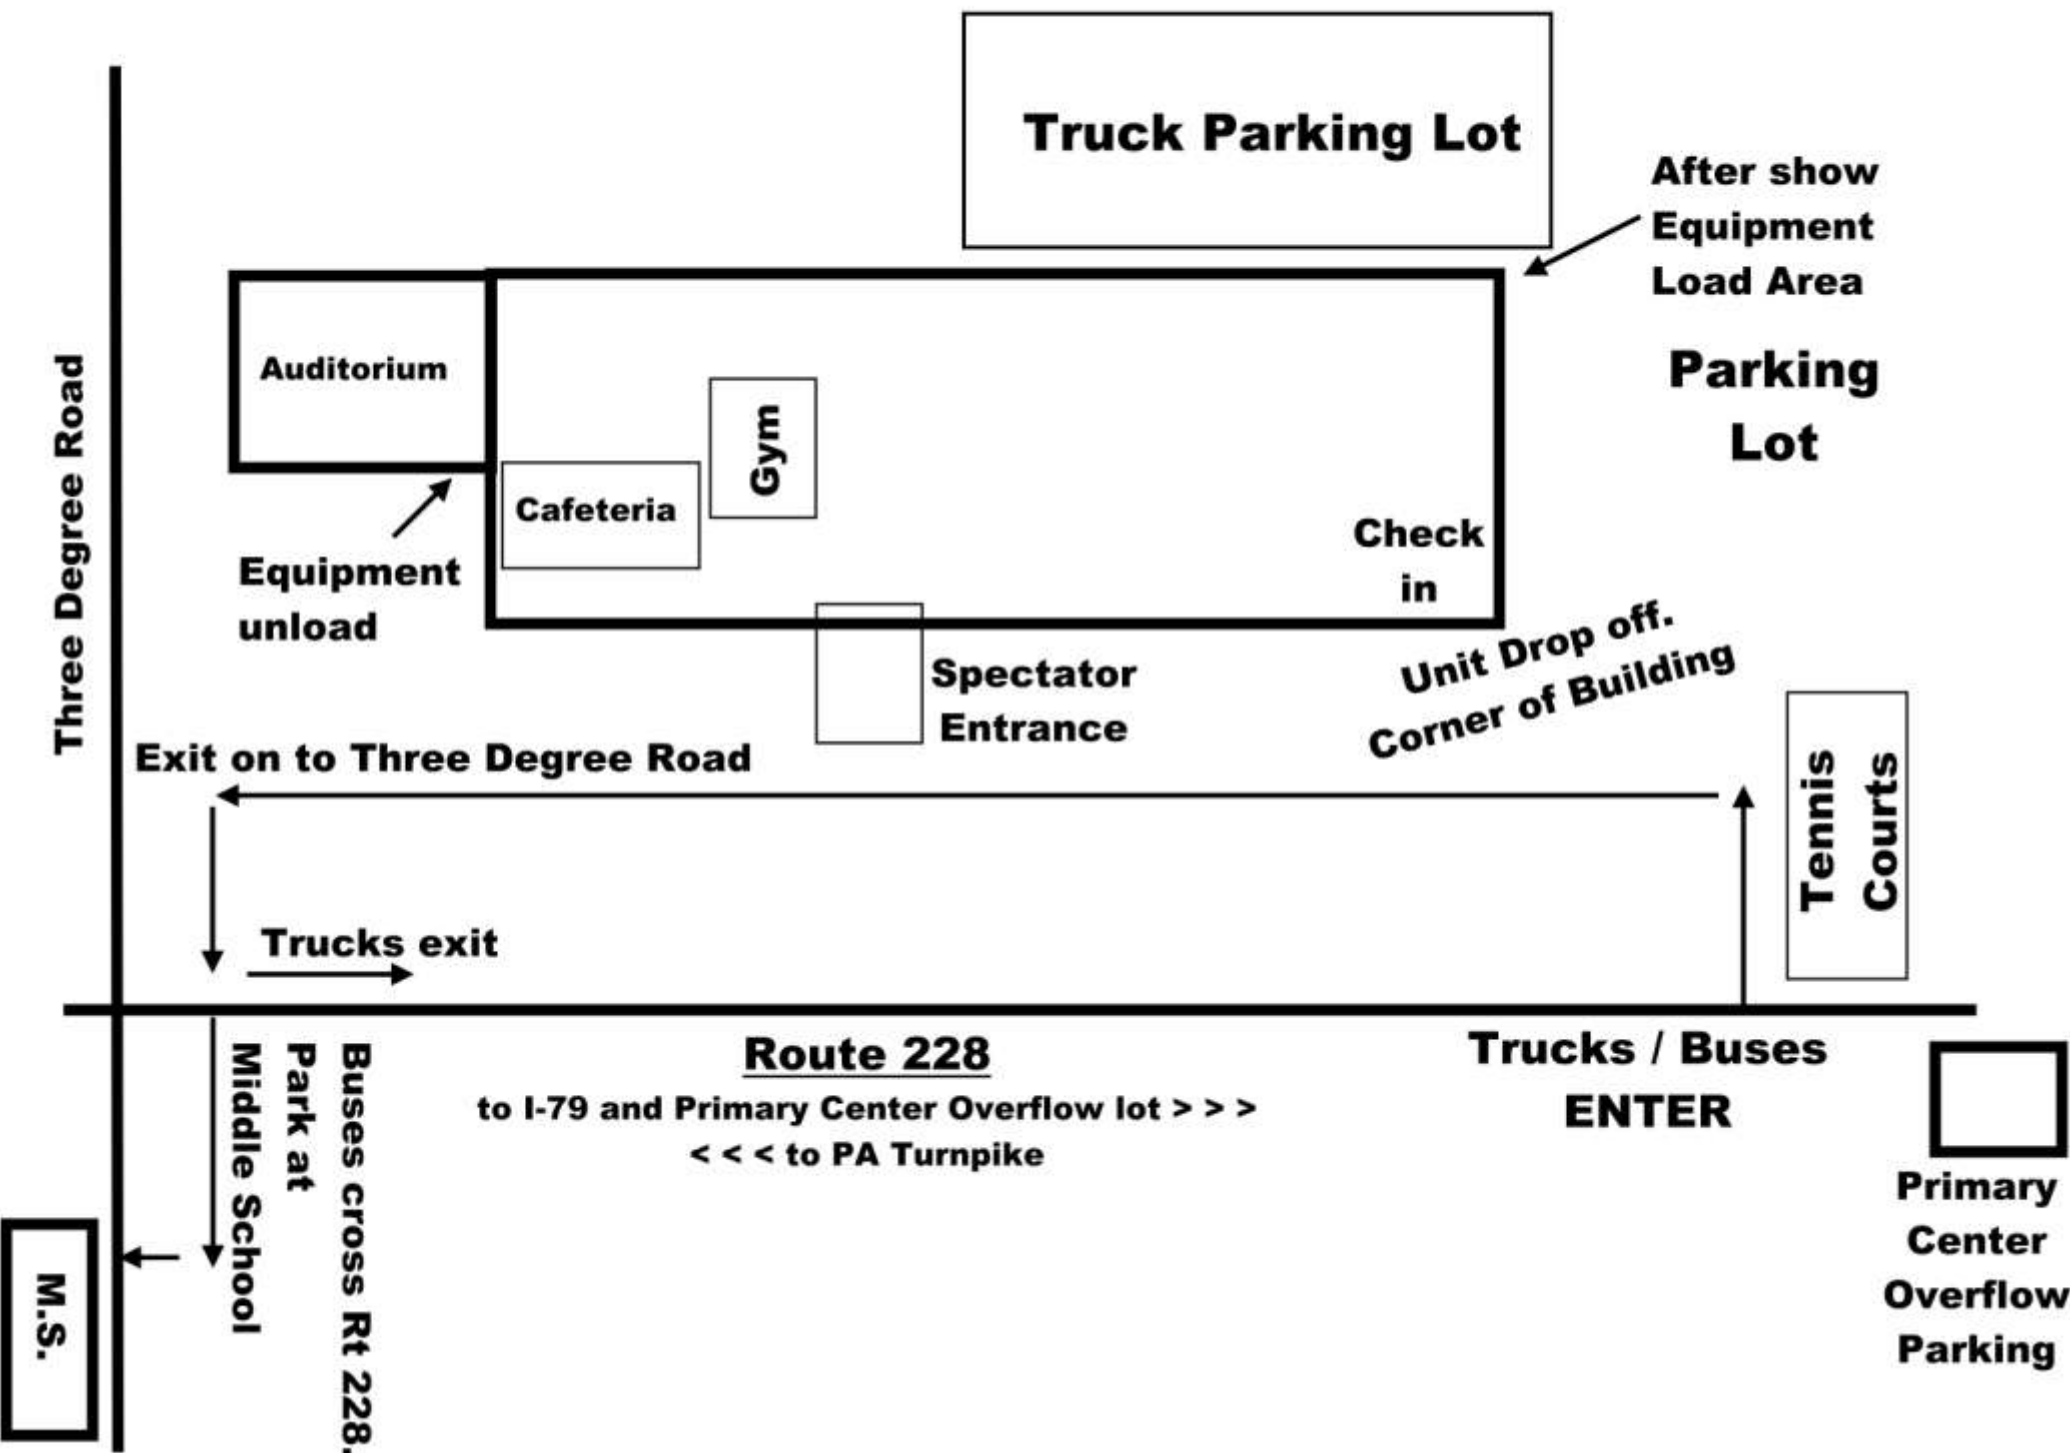 Truck Parking Lot
After show
Equipment
Load Area
Parking
Lot
Three Degree Road
Auditorium
Gym
Cafeteria
Check
in
Equipment
unload
Unit Drop off.
Corner of Building
Spectator
Entrance
Exit on to Three Degree Road
Tennis
Courts
Trucks exit
Route 228
to I-79 and Primary Center Overflow lot > > >
< < < to PA Turnpike
Trucks / Buses
ENTER
Buses cross Rt 228.
Park at
Middle School
M.S.
Primary
Center
Overflow
Parking